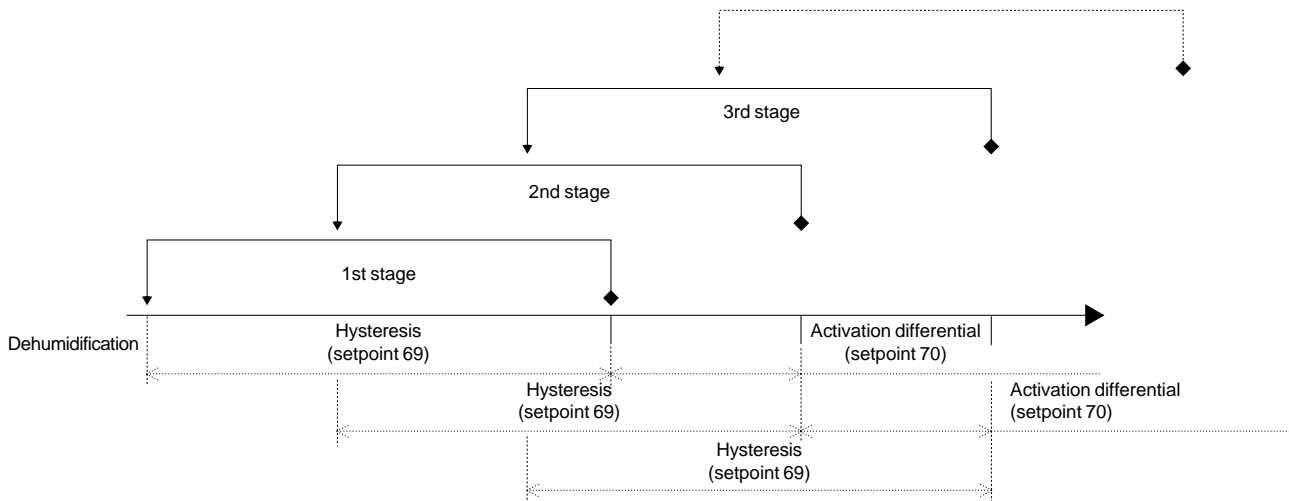 3rd stage
2nd stage
1st stage
Dehumidification
Hysteresis
(setpoint 69)
Activation differential
(setpoint 70)
Hysteresis
(setpoint 69)
Activation differential
(setpoint 70)
Hysteresis
(setpoint 69)